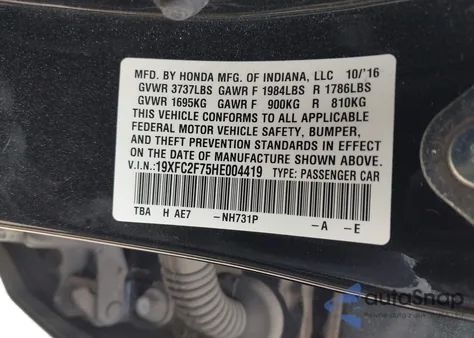 MFD. BY HONDA MFG. OF INDIANA, LLC 10/'16
GVWR 3737LBS GAWR F 1984LBS R 1786LBS
GVWR 1695KG GAWR F 900KG R 810KG
THIS VEHICLE CONFORMS TO ALL APPLICABLE
FEDERAL MOTOR VEHICLE SAFETY, BUMPER,
AND THEFT PREVENTION STANDARDS IN EFFECT
ON THE DATE OF MANUFACTURE SHOWN ABOVE.
V.I.N.:19XFC2F75HE004419 TYPE: PASSENGER CAR
TBA H AE7 -NH731P -A -E
autoSnap